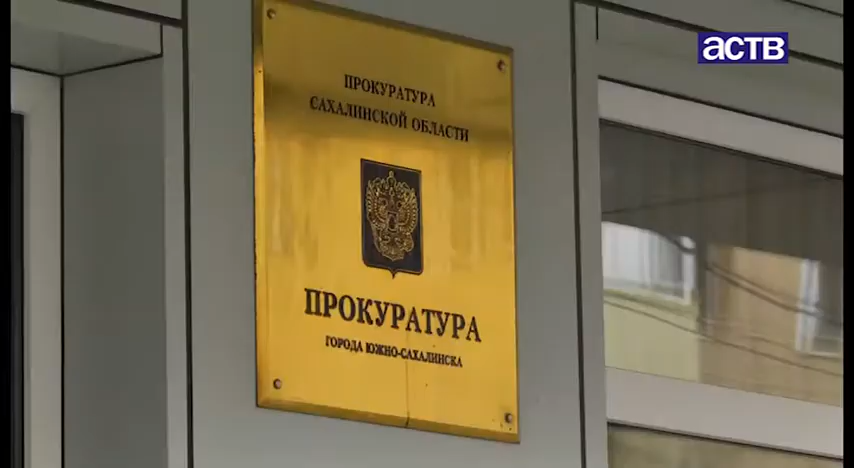 аств
ПРОКУРАТУРА
САХАЛИНСКОЙ ОБЛАСТИ
ПРОКУРАТУРА
ГОРОДА ЮЖНО-САХАЛИНСКА